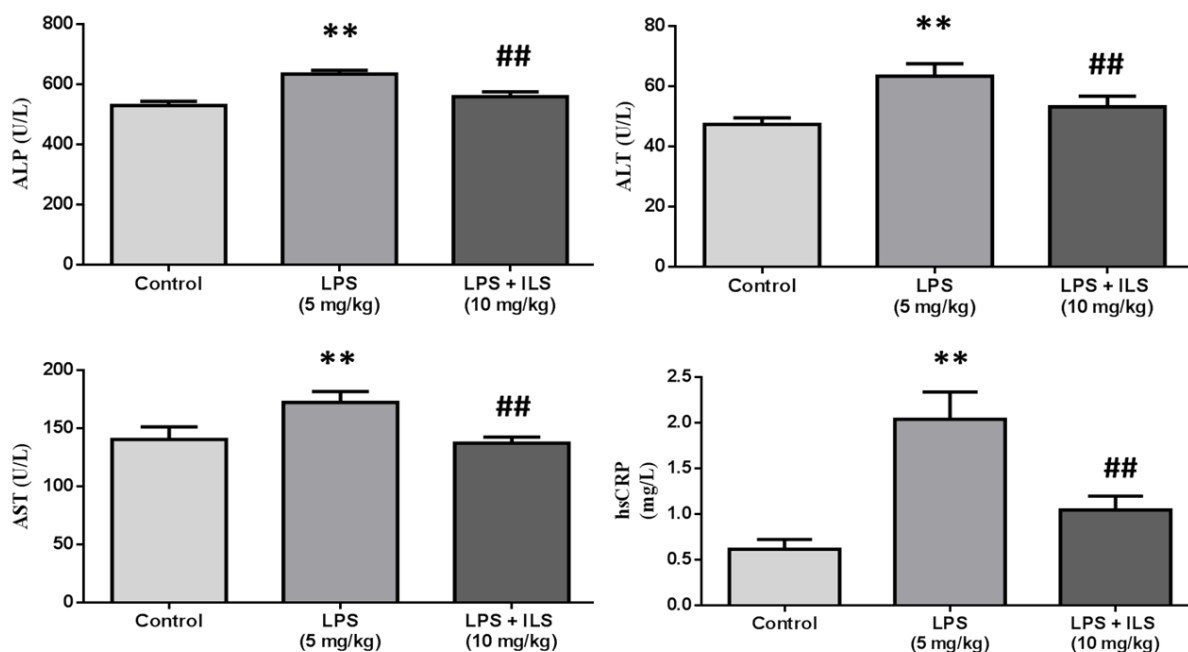 ALP (U/L)
800
600
400
200
0
**
##
Control
LPS
(5 mg/kg)
LPS + ILS
(10 mg/kg)
ALT (U/L)
80
60
40
20
0
**
##
Control
LPS
(5 mg/kg)
LPS + ILS
(10 mg/kg)
AST (U/L)
200
150
100
50
0
**
##
Control
LPS
(5 mg/kg)
LPS + ILS
(10 mg/kg)
hsCRP
(mg/L)
2.5
2.0
1.5
1.0
0.5
0.0
**
##
Control
LPS
(5 mg/kg)
LPS + ILS
(10 mg/kg)